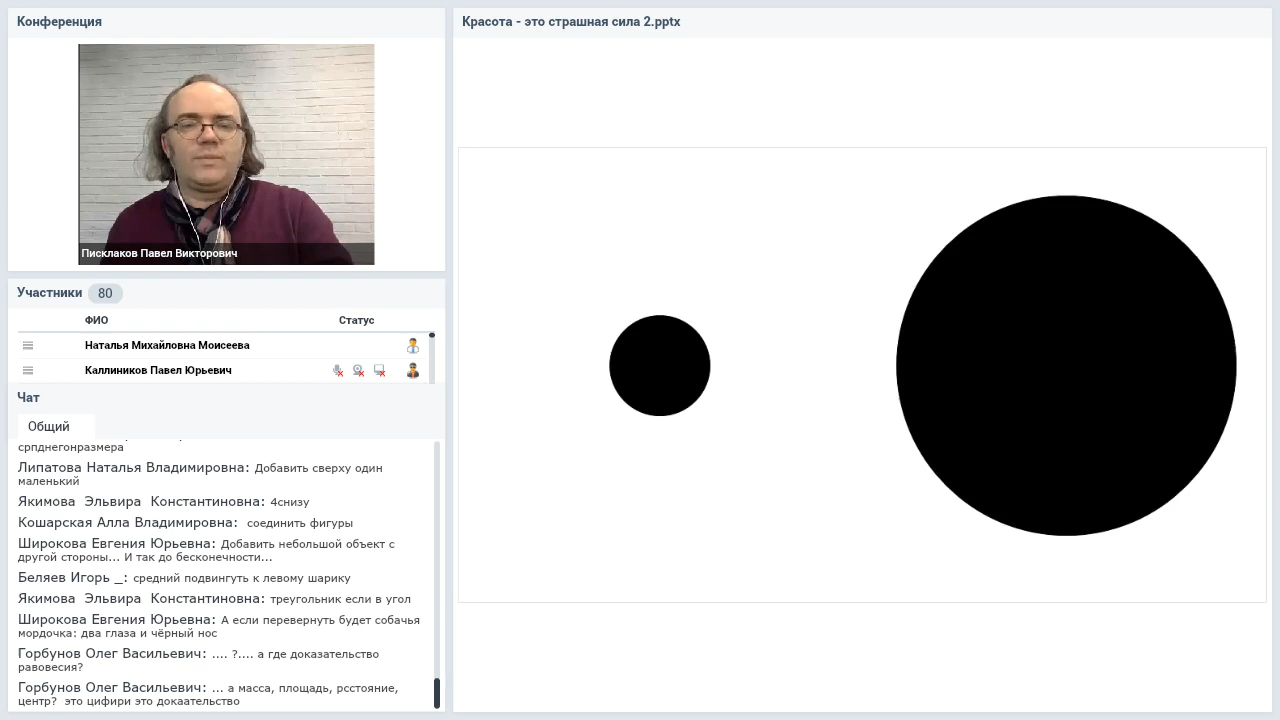 Конференция
Писклаков Павел Викторович
Участники 80
ФИО Статус
Наталья Михайловна Моисеева
Каллиников Павел Юрьевич
Чат
Общий
српднегонразмера
Липатова Наталья Владимировна: Добавить сверху один
маленький
Якимова Эльвира Константиновна: 4снизу
Кошарская Алла Владимировна: соединить фигуры
Широкова Евгения Юрьевна: Добавить небольшой объект с
другой стороны... И так до бесконечности...
Беляев Игорь _: средний подвингуть к левому шарику
Якимова Эльвира Константиновна: треугольник если в угол
Широкова Евгения Юрьевна: А если перевернуть будет собачья
мордочка: два глаза и чёрный нос
Горбунов Олег Васильевич: .... ?.... а где доказательство
равовесия?
Горбунов Олег Васильевич: ... а масса, площадь, рсстояние,
центр? это цифири это докаательство
Красота - это страшная сила 2.pptx